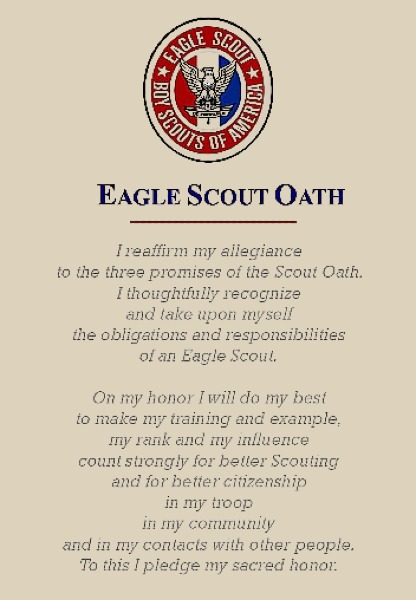 EAGLE SCOUT
BOY SCOUTS OF AMERICA
EAGLE SCOUT OATH
I reaffirm my allegiance
to the three promises of the Scout Oath.
I thoughtfully recognize
and take upon myself
the obligations and responsibilities
of an Eagle Scout.
On my honor I will do my best
to make my training and example,
my rank and my influence
count strongly for better Scouting
and for better citizenship
in my troop
in my community
and in my contacts with other people.
To this I pledge my sacred honor.